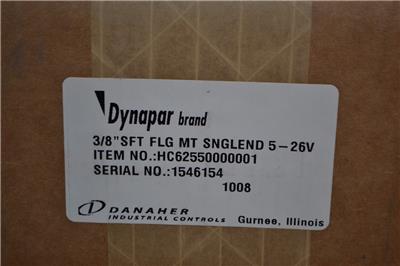 Dynapar brand
3/8"SFT FLG MT SNGLEND 5-26V
ITEM NO.:HC62550000001
SERIAL NO.:1546154
1008
DANAHER
INDUSTRIAL CONTROLS Gurnee, Illinois